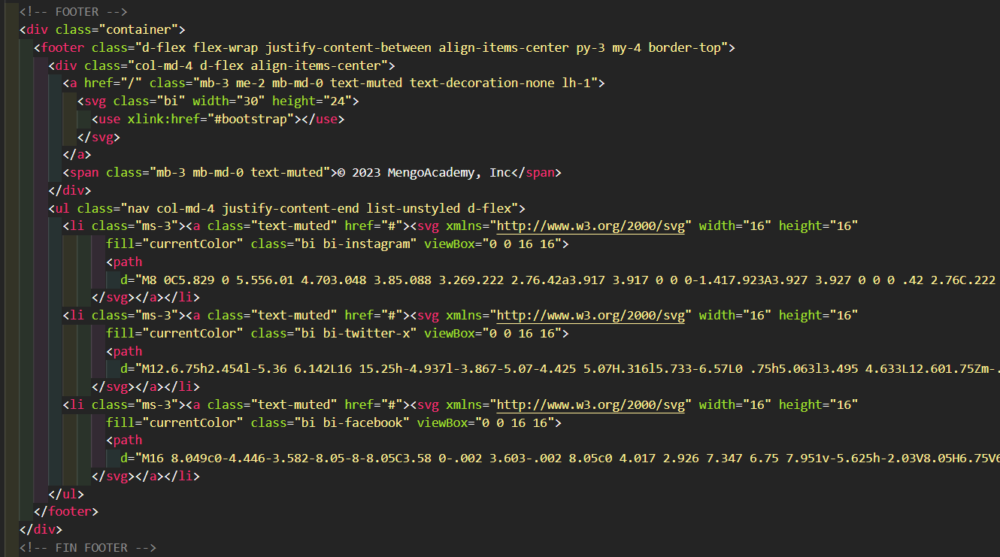 <!-- FOOTER -->
<div class="container">
<footer class="d-flex flex-wrap justify-content-between align-items-center py-3 my-4 border-top">
<div class="col-md-4 d-flex align-items-center">
<a href="/" class="mb-3 me-2 mb-md-0 text-muted text-decoration-none lh-1">
<svg class="bi" width="30" height="24">
<use xlink:href="#bootstrap"></use>
</svg>
</a>
<span class="mb-3 mb-md-0 text-muted">© 2023 MengoAcademy, Inc</span>
</div>
<ul class="nav col-md-4 justify-content-end list-unstyled d-flex">
<li class="ms-3"><a class="text-muted" href="#"><svg xmlns="http://www.w3.org/2000/svg" width="16" height="16"
fill="currentColor" class="bi bi-instagram" viewBox="0 0 16 16">
<path
d="M8 0C5.829 0 5.556.01 4.703.048 3.85.088 3.269.222 2.76.42a3.917 3.917 0 0 0-1.417.923A3.927 3.927 0 0 0 .42 2.76C.222
</svg></a></li>
<li class="ms-3"><a class="text-muted" href="#"><svg xmlns="http://www.w3.org/2000/svg" width="16" height="16"
fill="currentColor" class="bi bi-twitter-x" viewBox="0 0 16 16">
<path
d="M12.6.75h2.454l-5.36 6.142L16 15.25h-4.937l-3.867-5.07-4.425 5.07H.316l5.733-6.57L0 .75h5.063l3.495 4.633L12.601.75Zm-.
</svg></a></li>
<li class="ms-3"><a class="text-muted" href="#"><svg xmlns="http://www.w3.org/2000/svg" width="16" height="16"
fill="currentColor" class="bi bi-facebook" viewBox="0 0 16 16">
<path
d="M16 8.049c0-4.446-3.582-8.05-8-8.05C3.58 0-.002 3.603-.002 8.05c0 4.017 2.926 7.347 6.75 7.951v-5.625h-2.03V8.05H6.75V6
</svg></a></li>
</ul>
</footer>
</div>
<!-- FIN FOOTER -->